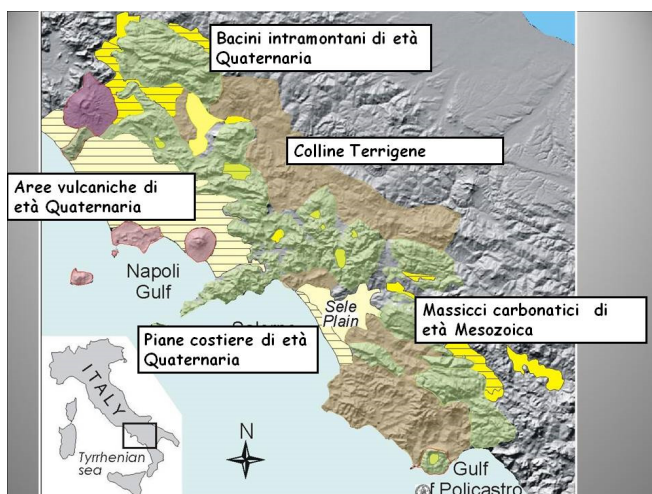 Bacini intramontani di età
Quaternaria
Colline Terrigene
Aree vulcaniche di
età Quaternaria
Napoli
Gulf
Sele
Plain
Massicci carbonatici di
età Mesozoica
Piane costiere di età
Quaternaria
ITALY
Tyrrhenian
sea
N
Gulf
of Policastro